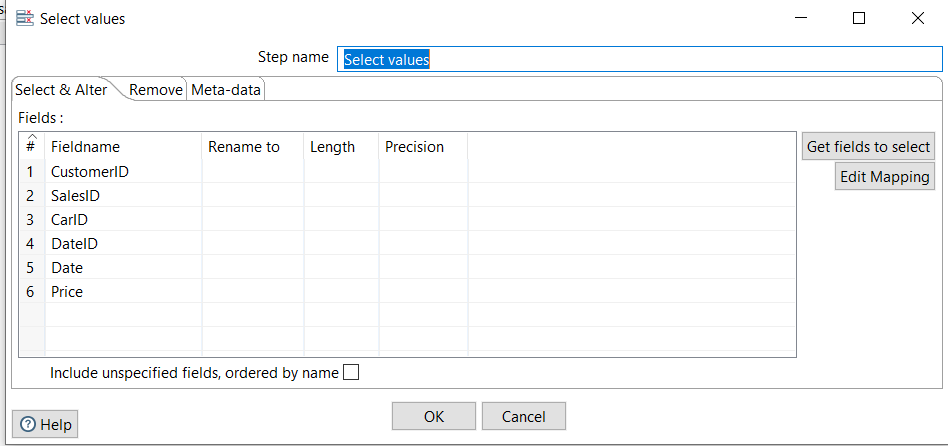 Select values
Step name Select values
Select & Alter Remove Meta-data
Fields :
# Fieldname Rename to Length Precision Get fields to select
1 CustomerID Edit Mapping
2 SalesID
3 CarID
4 DateID
5 Date
6 Price
Include unspecified fields, ordered by name
Help OK Cancel